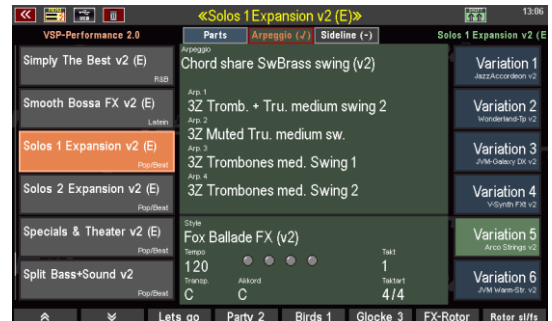 «Solos 1 Expansion v2 (E)»
13:06
VSP-Performance 2.0
Parts
Arpeggio (√)
Sideline (-)
Solos 1 Expansion v2 (E
Simply The Best v2 (E)
R&B
Smooth Bossa FX v2 (E)
Latein
Solos 1 Expansion v2 (E)
Pop/Beat
Solos 2 Expansion v2 (E)
Pop/Beat
Specials & Theater v2 (E)
Pop/Beat
Split Bass+Sound v2
Pop/Beat
Arpeggio
Chord share SwBrass swing (v2)
Arp. 1
3Z Tromb. + Tru. medium swing 2
Arp. 2
3Z Muted Tru. medium sw.
Arp. 3
3Z Trombones med. Swing 1
Arp. 4
3Z Trombones med. Swing 2
Style
Fox Ballade FX (v2)
Tempo
Takt
120
1
Transp.
Akkord
Taktart
C
C
4/4
Variation 1
JazzAccordeon v2
Variation 2
Wonderland-Tp v2
Variation 3
JVM-Galaxy DX v2
Variation 4
V-Synth FXt v2
Variation 5
Arco Strings v2
Variation 6
JVM Warm-Str. v2
Lets go
Party 2
Birds 1
Glocke 3
FX-Rotor
Rotor sl/fs